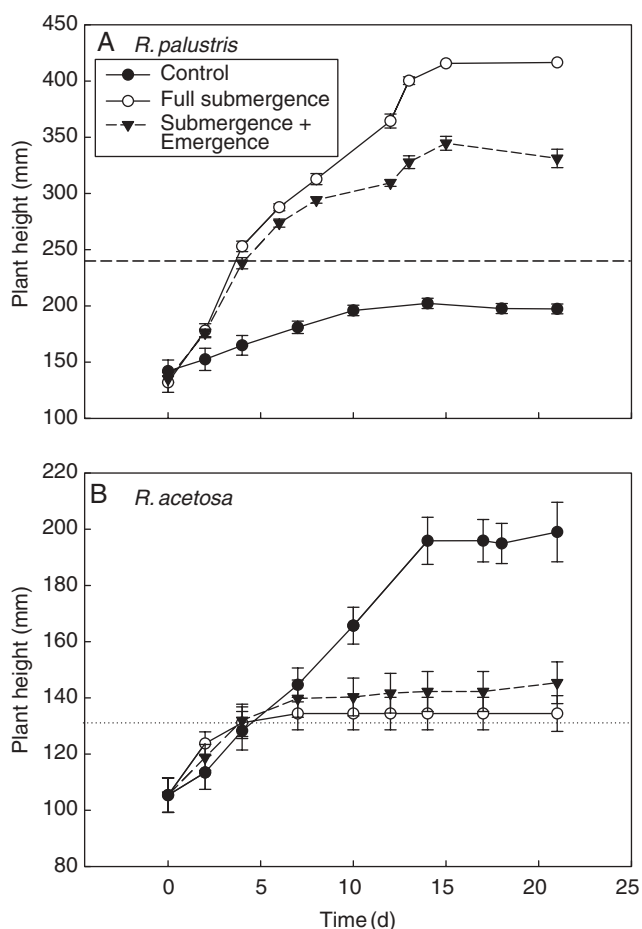 A R. palustris
Control
Full submergence
Submergence +
Emergence
Plant height (mm)
450
400
350
300
250
200
150
100
B R. acetosa
Plant height (mm)
220
200
180
160
140
120
100
80
0 5 10 15 20 25
Time (d)